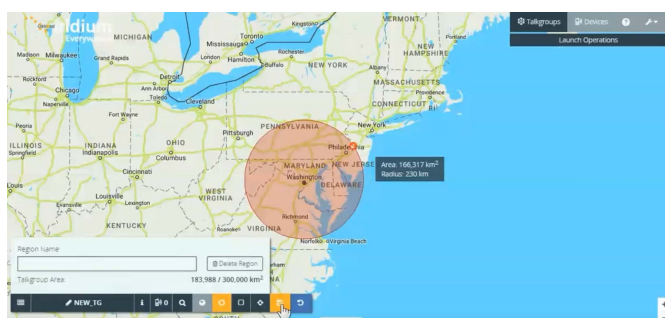 Kingston
VERMONT
Talkgroups
Devices
Launch Operations
idium
Everywhere
MICHIGAN
Toronto
Mississauga
Portland
NEW
HAMPSHIRE
Madison
Milwaukee
Grand Rapids
London
Hamilton
Rochester
Buffalo
NEW YORK
Albany
Rockford
Detroit
Ann Arbor
MASSACHUSETTS
Chicago
Toledo
Providence
Naperville
Cleveland
CONNECTICUT
RI
Fort Wayne
Peoria
PENNSYLVANIA
New York
Pittsburgh
ILLINOIS
INDIANA
OHIO
Philadelphia
Springfield
Indianapolis
Columbus
MARYLAND
NEW JERSE
Area: 166,317 km²
Radius: 230 km
Cincinnati
Washington
DELAWARE
Louis
WEST
VIRGINIA
Louisville
Evansville
Lexington
Richmond
KENTUCKY
Roanoke
VIRGINIA
Norfolk
Virginia Beach
Region Name
Delete Region
Talkgroup Area:
183,988 / 300,000 km²
NEW_TG
i
0